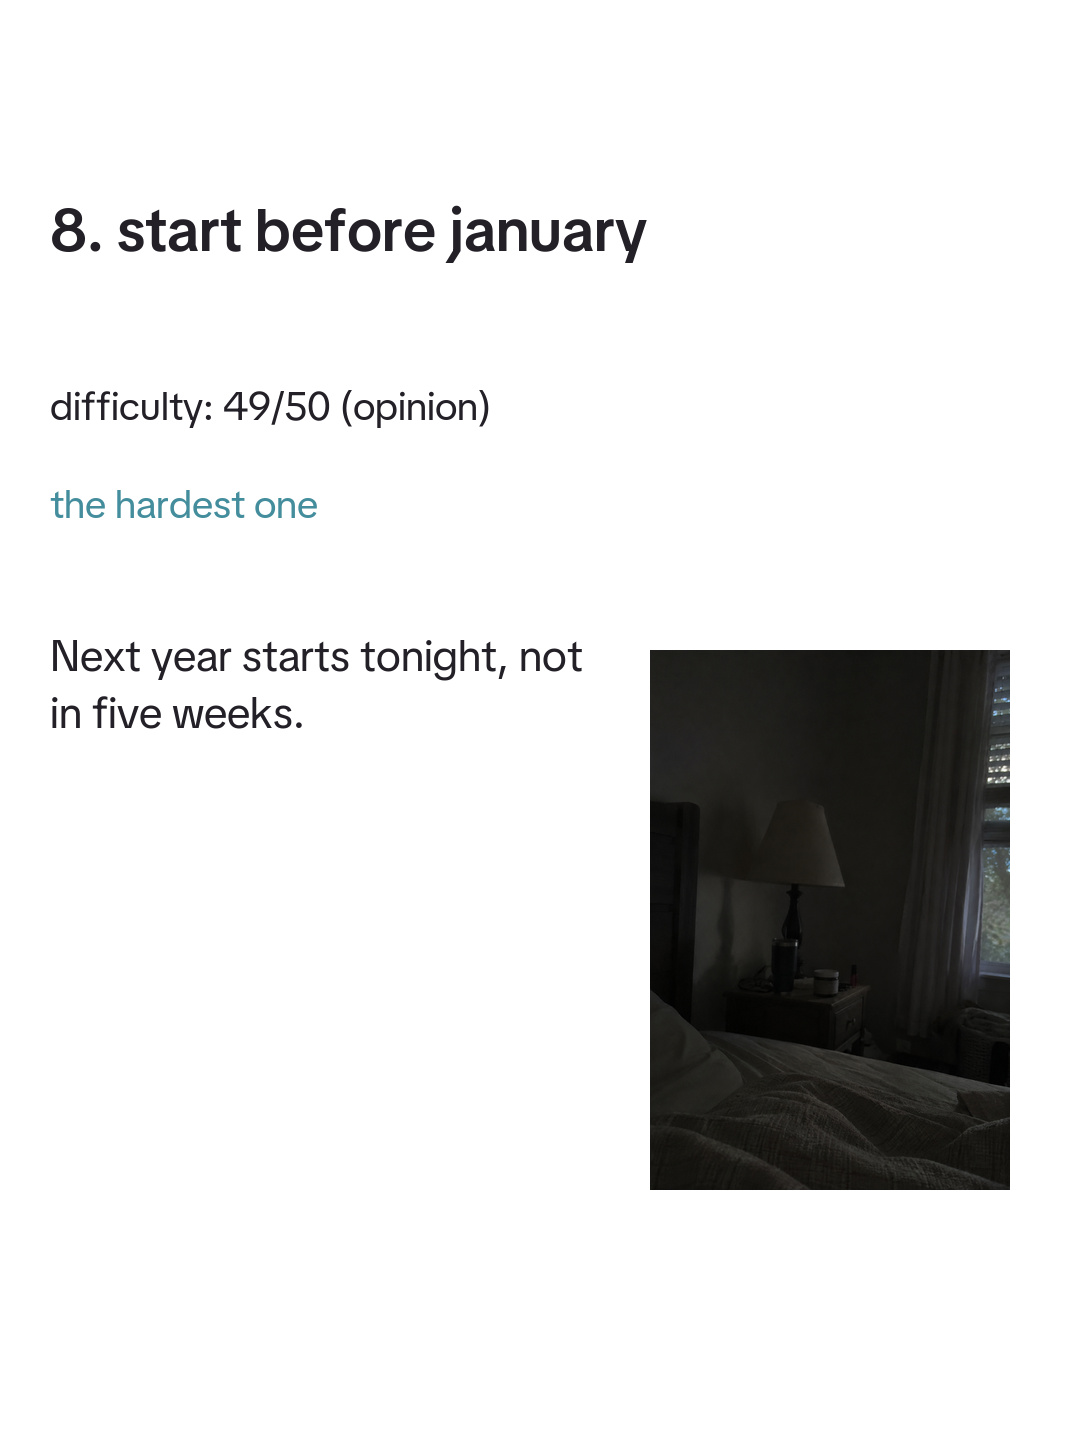 8. start before january
difficulty: 49/50 (opinion)
the hardest one
Next year starts tonight, not
in five weeks.